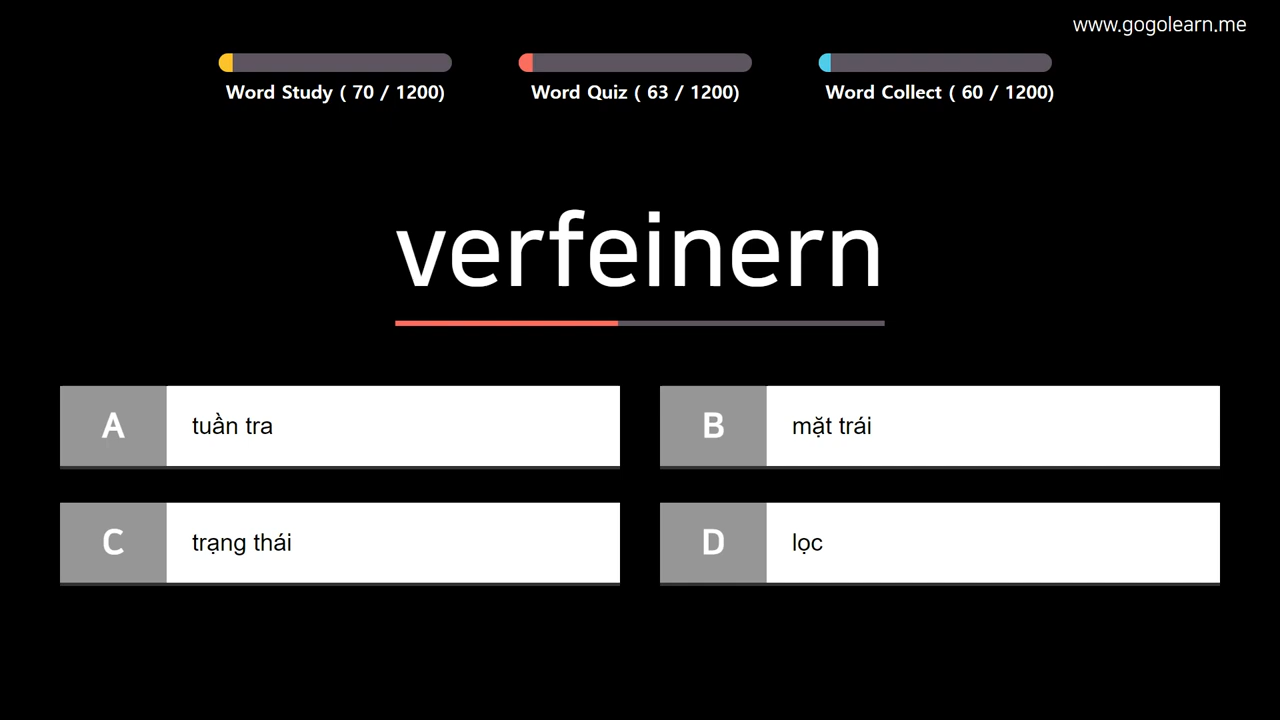 www.gogolearn.me
Word Study ( 70 / 1200)
Word Quiz ( 63 / 1200)
Word Collect ( 60 / 1200)
verfeinern
A tuần tra
B mặt trái
C trạng thái
D lọc